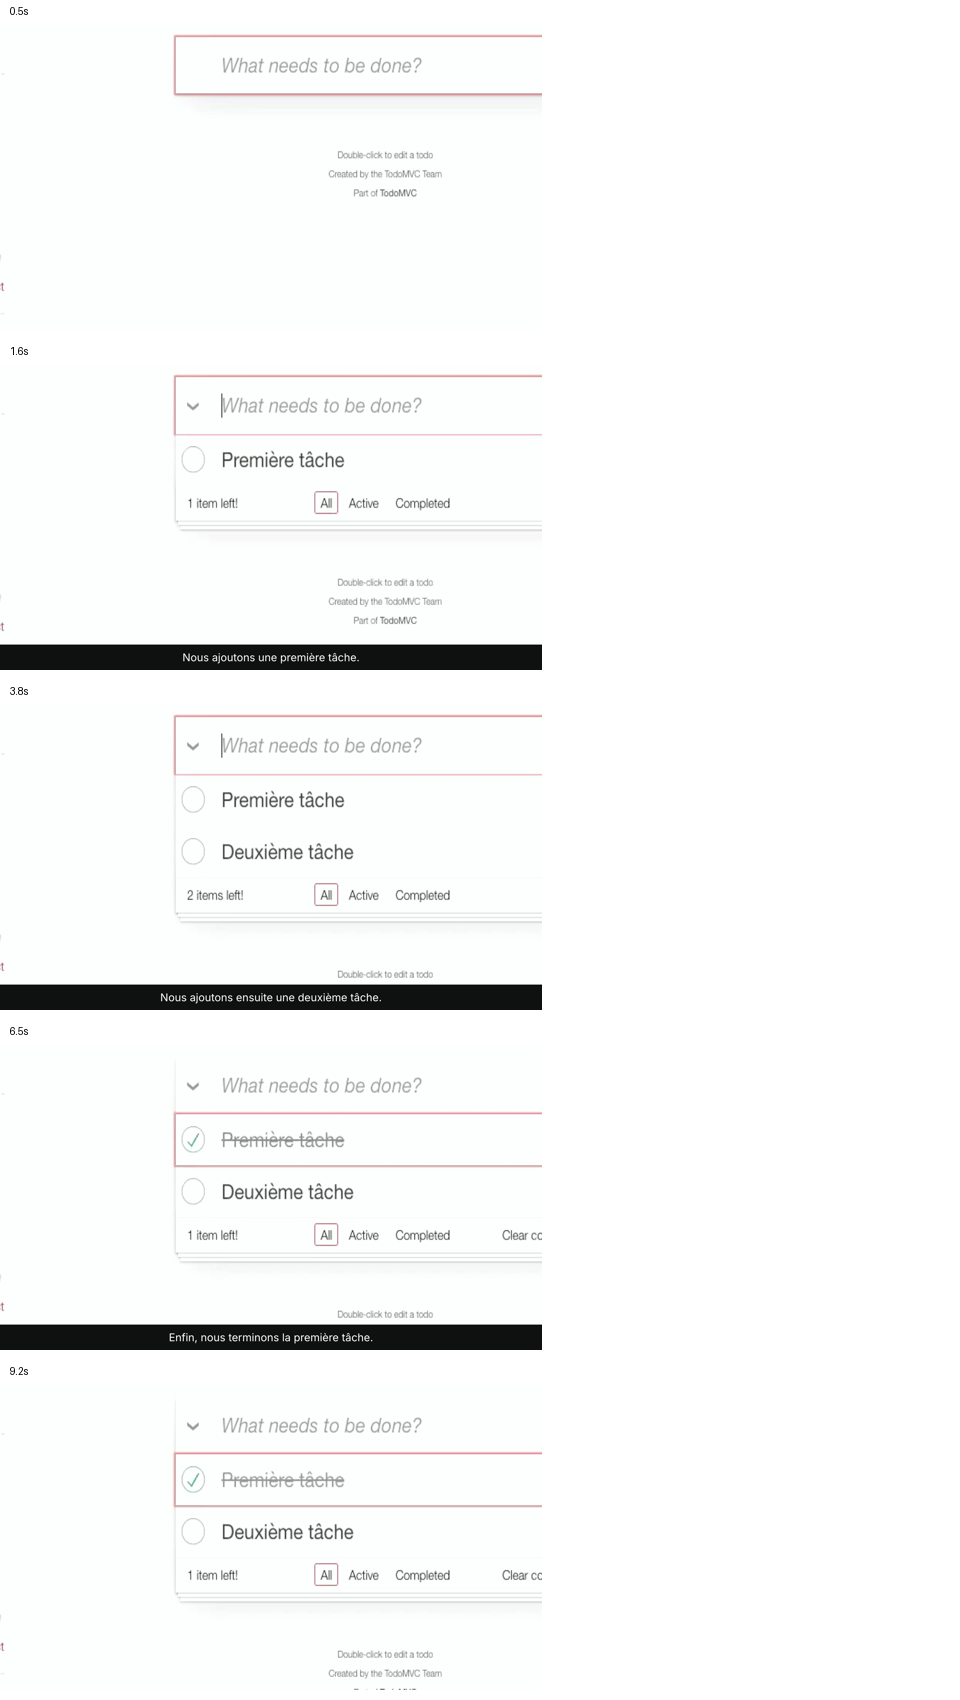 0.5s
What needs to be done?
Double-click to edit a todo
Created by the TodoMVC Team
Part of TodoMVC
t
1.6s
What needs to be done?
Première tâche
1 item left! All Active Completed
Double-click to edit a todo
Created by the TodoMVC Team
Part of TodoMVC
t
Nous ajoutons une première tâche.
3.8s
What needs to be done?
Première tâche
Deuxième tâche
2 items left! All Active Completed
t
Double-click to edit a todo
Nous ajoutons ensuite une deuxième tâche.
6.5s
What needs to be done?
Première tâche
Deuxième tâche
1 item left! All Active Completed Clear co
t
Double-click to edit a todo
Enfin, nous terminons la première tâche.
9.2s
What needs to be done?
Première tâche
Deuxième tâche
1 item left! All Active Completed Clear co
t
Double-click to edit a todo
Created by the TodoMVC Team